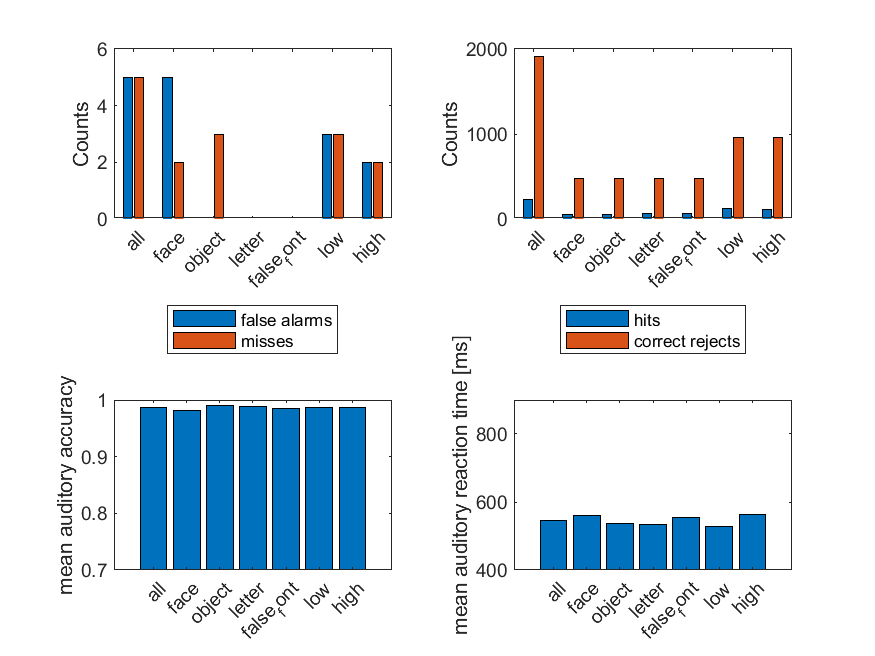 6
4
2
0
Counts
all
face
object
letter
false_font
low
high
false alarms
misses
2000
1000
0
Counts
all
face
object
letter
false_font
low
high
hits
correct rejects
1
0.9
0.8
0.7
mean auditory accuracy
all
face
object
letter
false_font
low
high
800
600
400
mean auditory reaction time [ms]
all
face
object
letter
false_font
low
high